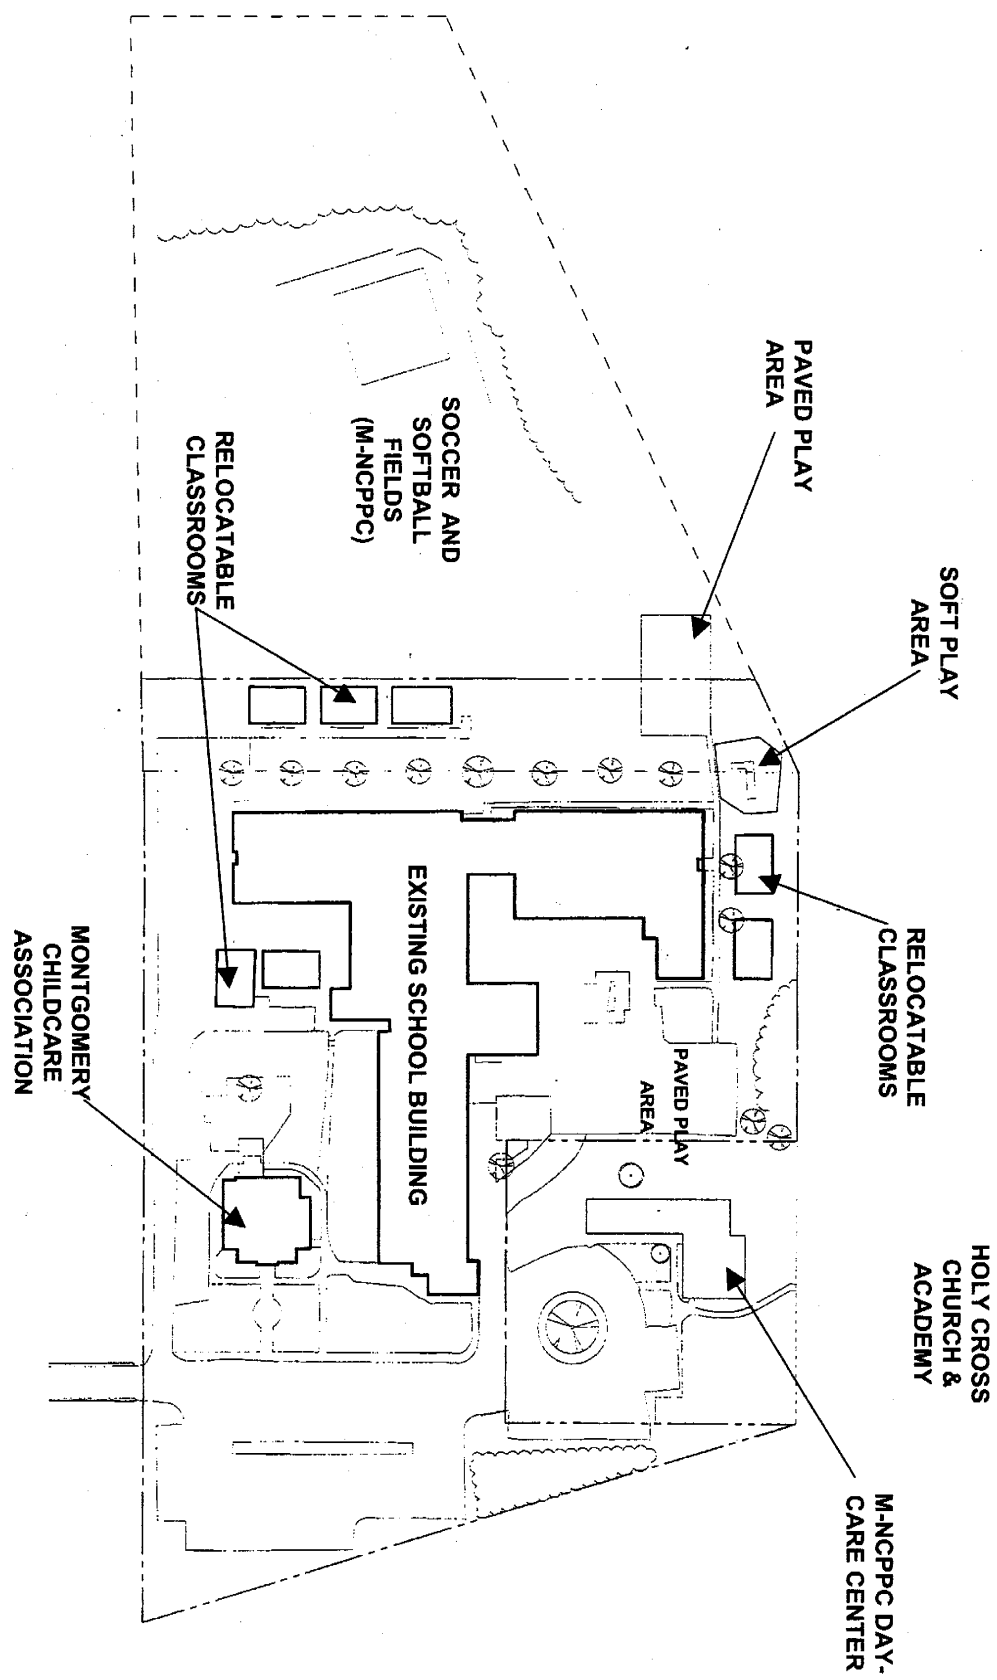 PAVED PLAY
AREA
SOFT PLAY
AREA
SOCCER AND
SOFTBALL
FIELDS
(M-NCPPC)
RELOCATABLE
CLASSROOMS
RELOCATABLE
CLASSROOMS
EXISTING SCHOOL BUILDING
MONTGOMERY
CHILDCARE
ASSOCIATION
PAVED PLAY
AREA
HOLY CROSS
CHURCH &
ACADEMY
M-NCPPC DAY-
CARE CENTER